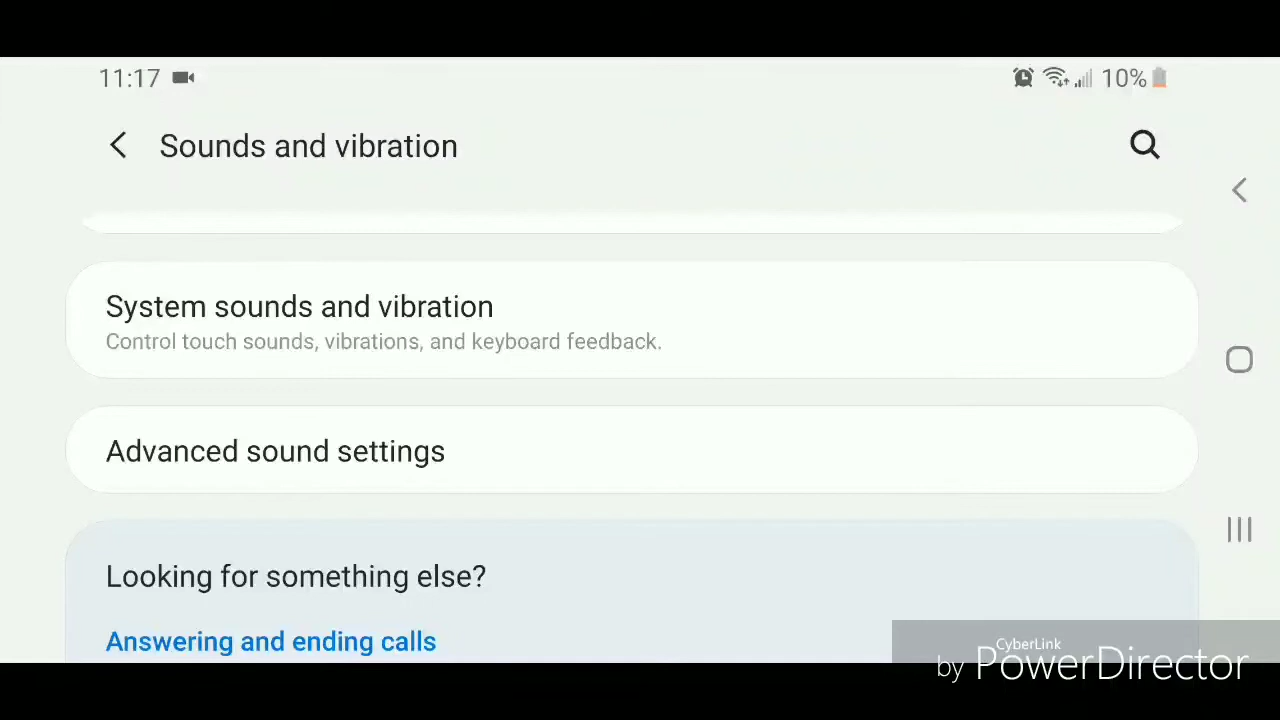 11:17 10%
Sounds and vibration
System sounds and vibration
Control touch sounds, vibrations, and keyboard feedback.
Advanced sound settings
Looking for something else?
Answering and ending calls
CyberLink
by PowerDirector